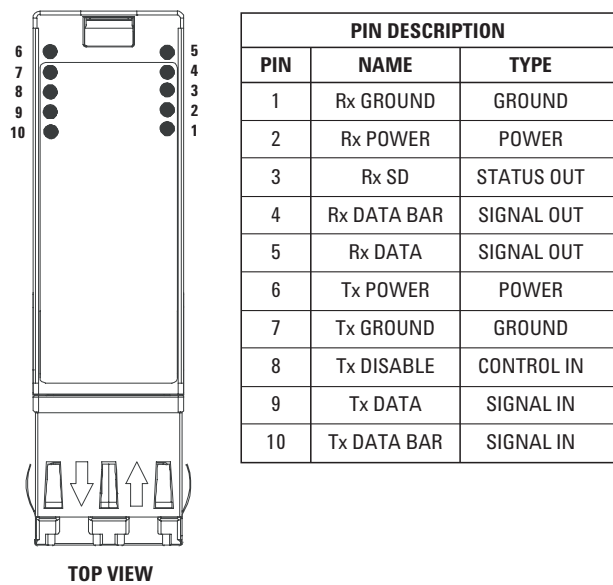 6 5
7 4
8 3
9 2
10 1
TOP VIEW
PIN DESCRIPTION
PIN NAME TYPE
1 Rx GROUND GROUND
2 Rx POWER POWER
3 Rx SD STATUS OUT
4 Rx DATA BAR SIGNAL OUT
5 Rx DATA SIGNAL OUT
6 Tx POWER POWER
7 Tx GROUND GROUND
8 Tx DISABLE CONTROL IN
9 Tx DATA SIGNAL IN
10 Tx DATA BAR SIGNAL IN